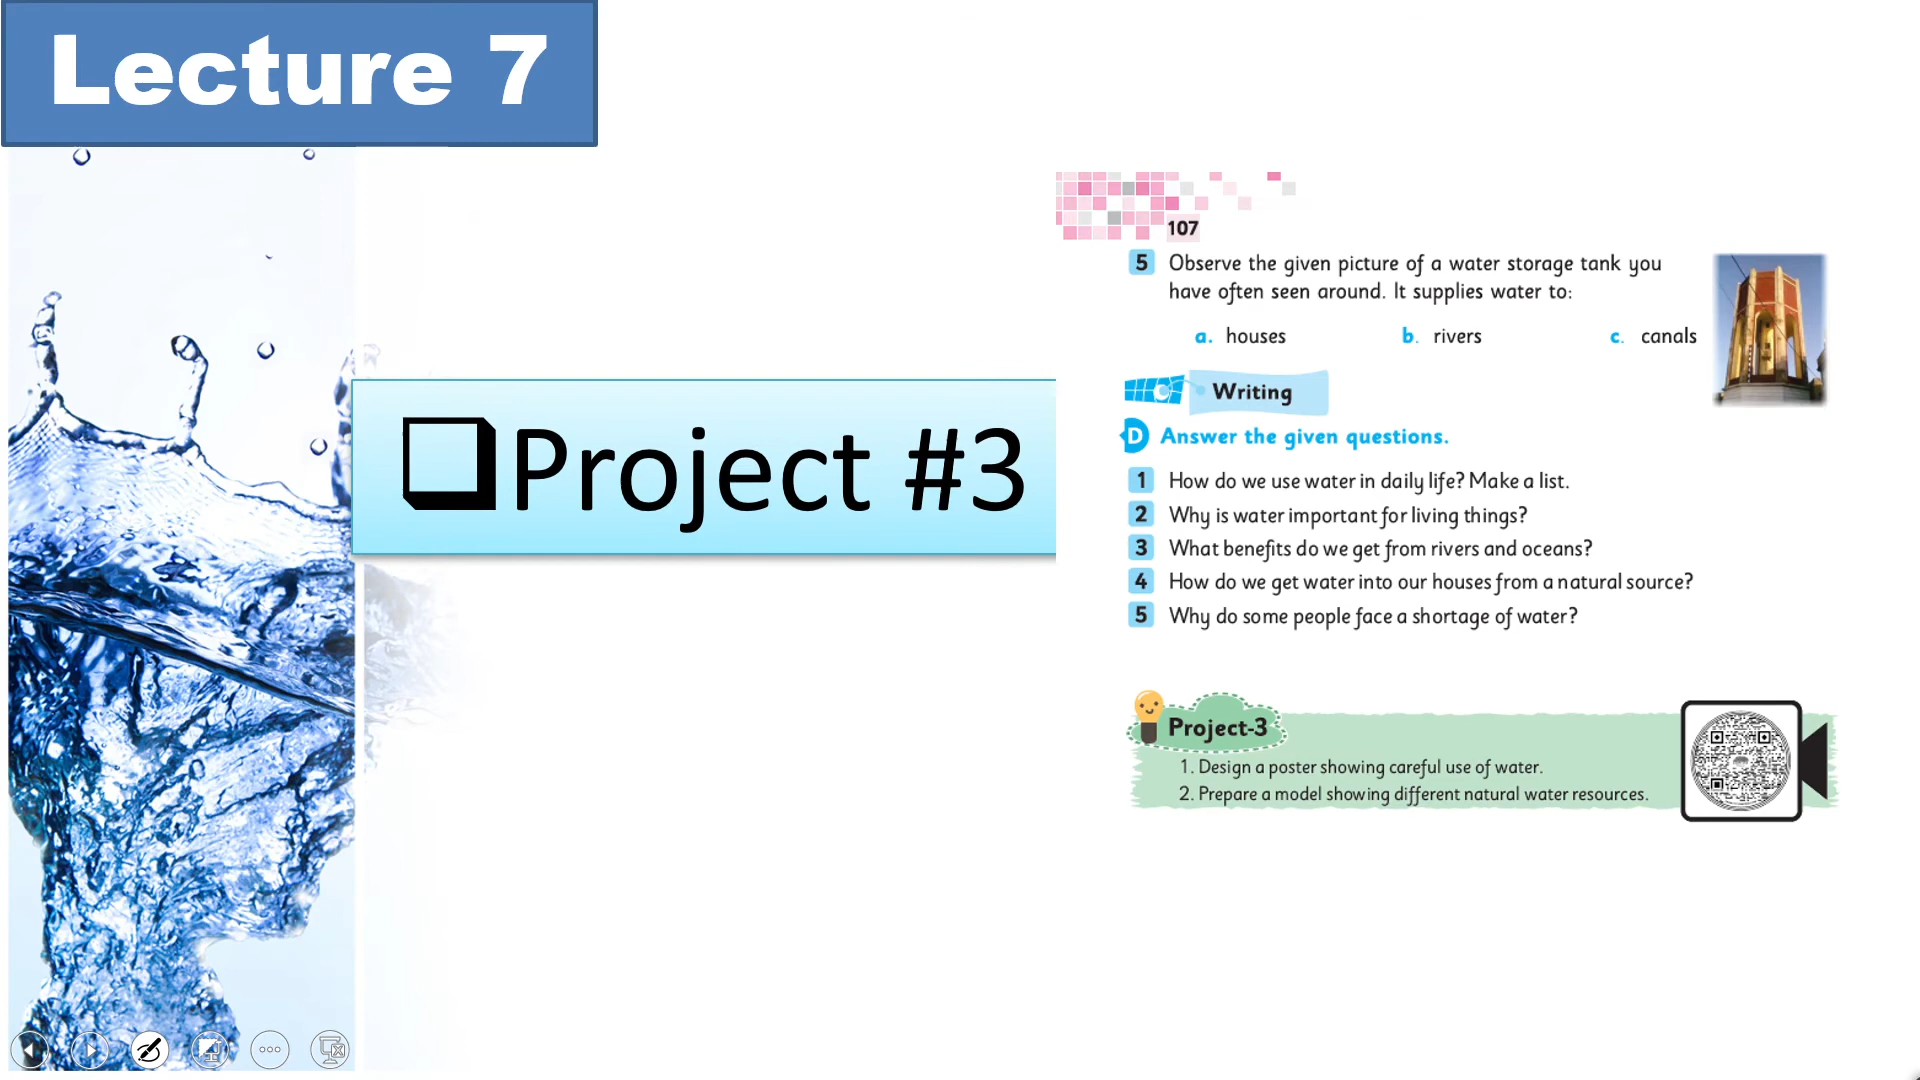 Lecture 7
Project #3
107
5 Observe the given picture of a water storage tank you
have often seen around. It supplies water to:
a. houses b. rivers c. canals
Writing
D Answer the given questions.
1 How do we use water in daily life? Make a list.
2 Why is water important for living things?
3 What benefits do we get from rivers and oceans?
4 How do we get water into our houses from a natural source?
5 Why do some people face a shortage of water?
Project-3
1. Design a poster showing careful use of water.
2. Prepare a model showing different natural water resources.